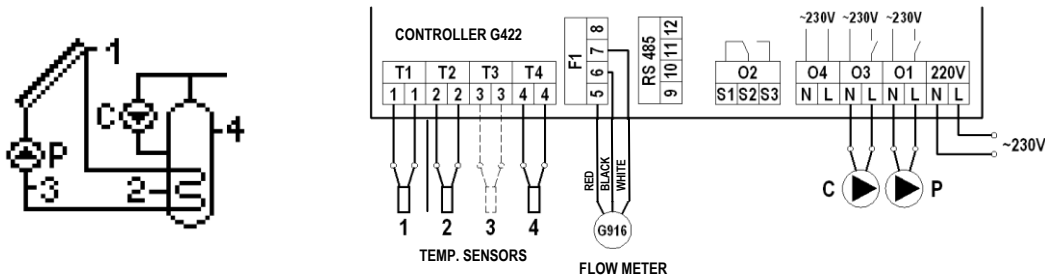 1
C
4
P
3
2
CONTROLLER G422
T1 T2 T3 T4
1 1 2 2 3 3 4 4
F1
5 6 7 8
RS 485
9 10 11 12
O2
S1 S2 S3
~230V ~230V ~230V
O4 O3 O1 220V
N L N L N L N L
~230V
RED
BLACK
WHITE
1 2 3 4
TEMP. SENSORS
G916
FLOW METER
C P